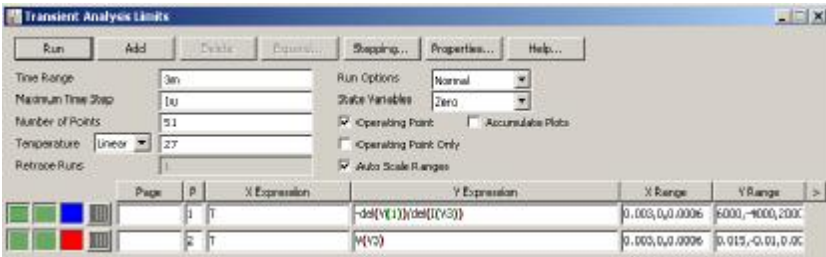 Transient Analysis Limits
Run Add Delete Expand... Stepping... Properties... Help...
Time Range 3m Run Options Normal
Maximum Time Step 1u State Variables Zero
Number of Points 51 Operating Point Accumulate Plots
Temperature Linear 27 Operating Point Only
Retrace Runs 1 Auto Scale Ranges
Page P X Expression Y Expression X Range Y Range >
1 T -del(V(1))/del(I(V3)) 0.003,0,0.0006 6000,-4000,2000
2 T 0.003,0,0.0006 0.015,-0.01,0.00